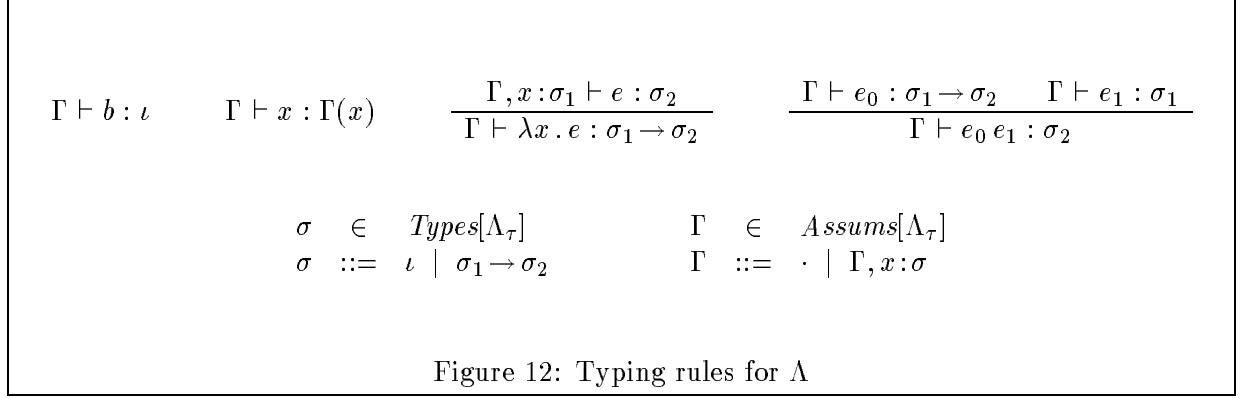 Γ ⊢ b : ι Γ ⊢ x : Γ(x) Γ, x : σ₁ ⊢ e : σ₂ Γ ⊢ e₀ : σ₁ → σ₂ Γ ⊢ e₁ : σ₁
Γ ⊢ λx . e : σ₁ → σ₂ Γ ⊢ e₀ e₁ : σ₂
σ ∈ Types[Λτ] Γ ∈ Assums[Λτ]
σ ::= ι | σ₁ → σ₂ Γ ::= · | Γ, x : σ
Figure 12: Typing rules for Λ